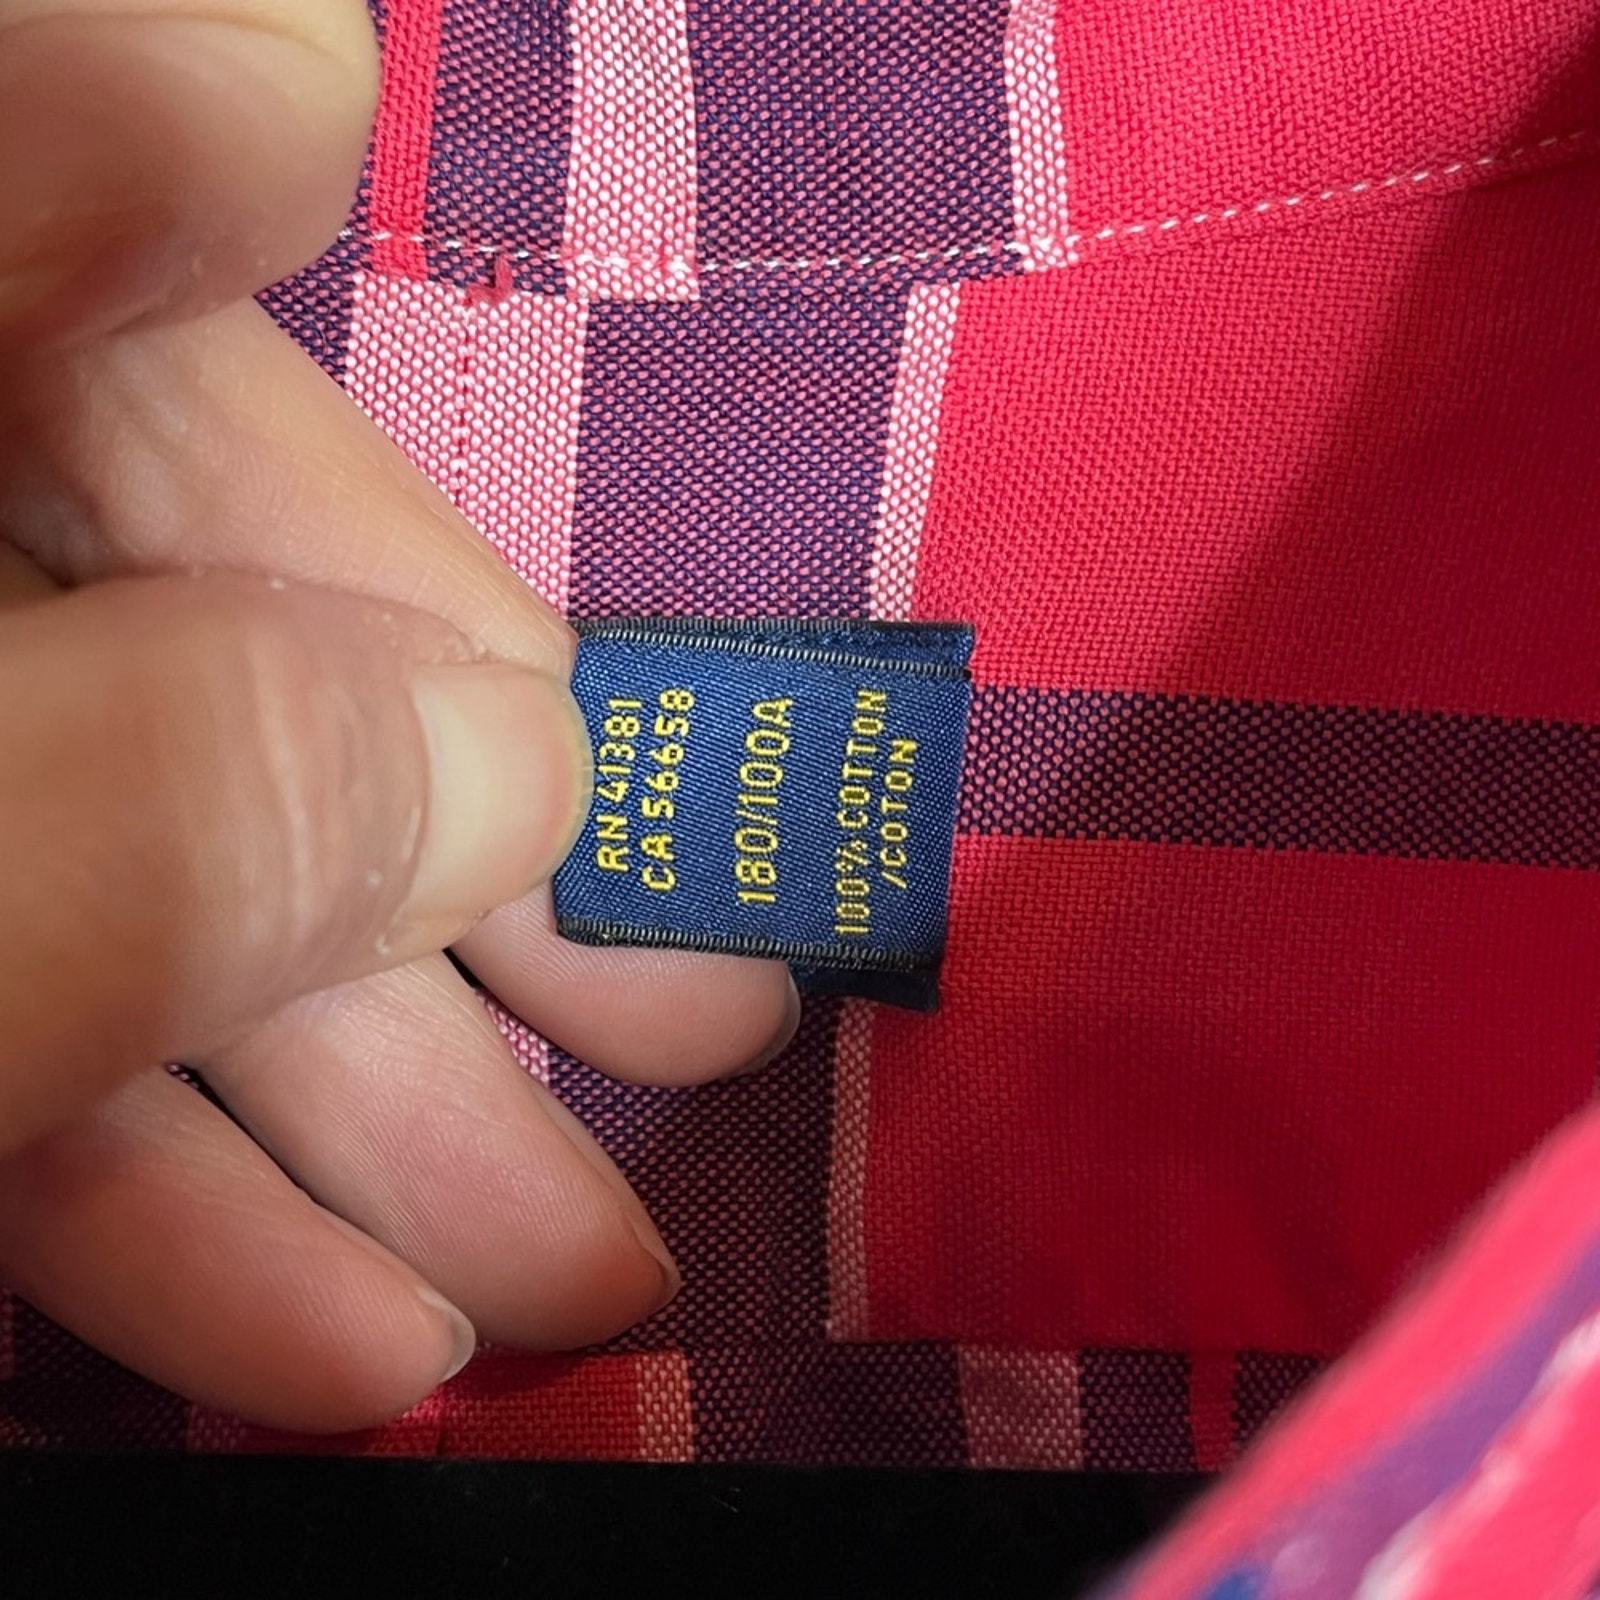 RN 41381
CA 56658
180/100A
100% COTTON
/COTON